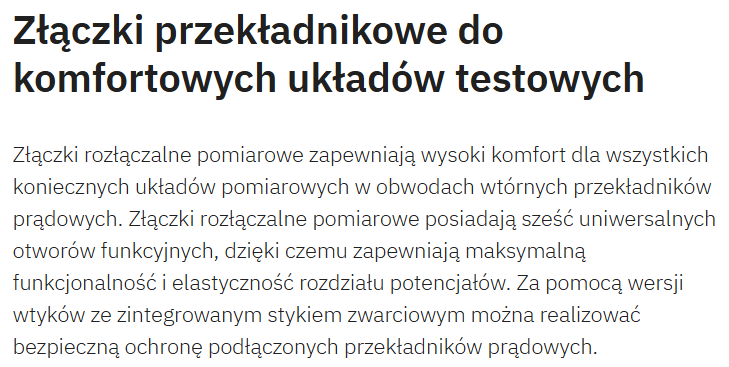 Złączki przekładnikowe do
komfortowych układów testowych
Złączki rozłączalne pomiarowe zapewniają wysoki komfort dla wszystkich
koniecznych układów pomiarowych w obwodach wtórnych przekładników
prądowych. Złączki rozłączalne pomiarowe posiadają sześć uniwersalnych
otworów funkcyjnych, dzięki czemu zapewniają maksymalną
funkcjonalność i elastyczność rozdziału potencjałów. Za pomocą wersji
wtyków ze zintegrowanym stykiem zwarciowym można realizować
bezpieczną ochronę podłączonych przekładników prądowych.